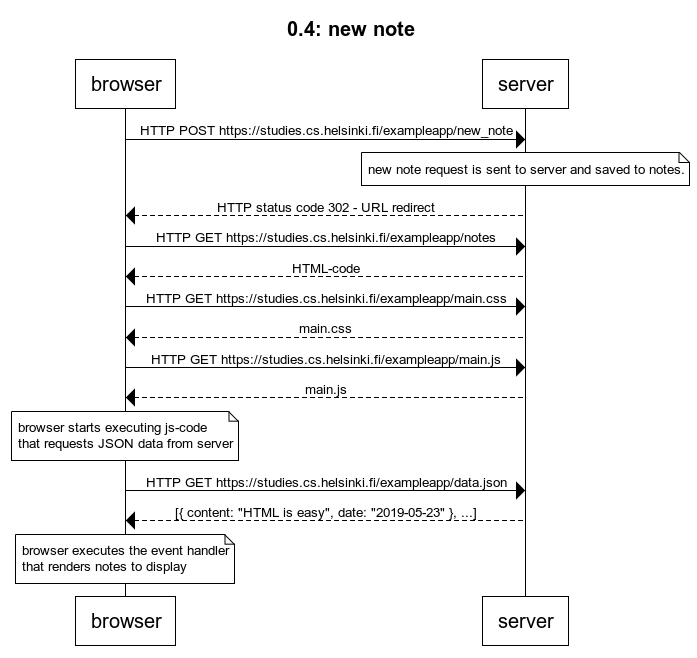 0.4: new note
browser
server
HTTP POST https://studies.cs.helsinki.fi/exampleapp/new_note
new note request is sent to server and saved to notes.
HTTP status code 302 - URL redirect
HTTP GET https://studies.cs.helsinki.fi/exampleapp/notes
HTML-code
HTTP GET https://studies.cs.helsinki.fi/exampleapp/main.css
main.css
HTTP GET https://studies.cs.helsinki.fi/exampleapp/main.js
main.js
browser starts executing js-code
that requests JSON data from server
HTTP GET https://studies.cs.helsinki.fi/exampleapp/data.json
[{ content: "HTML is easy", date: "2019-05-23" }, ...]
browser executes the event handler
that renders notes to display
browser
server